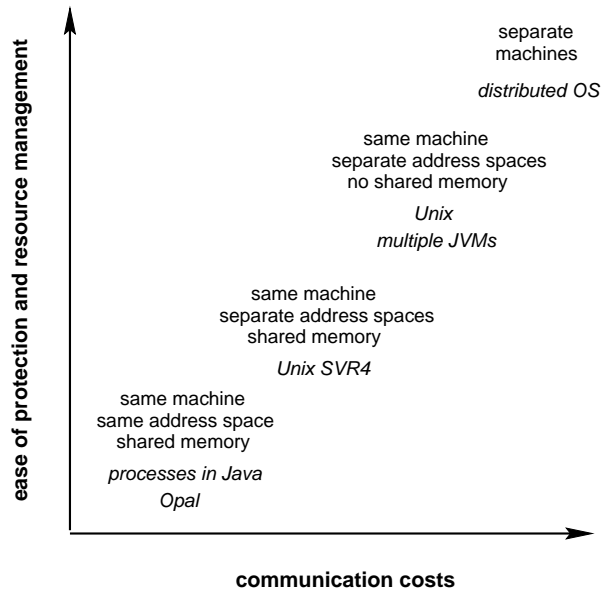 separate
machines
distributed OS
same machine
separate address spaces
no shared memory
Unix
multiple JVMs
same machine
separate address spaces
shared memory
Unix SVR4
same machine
same address space
shared memory
processes in Java
Opal
ease of protection and resource management
communication costs